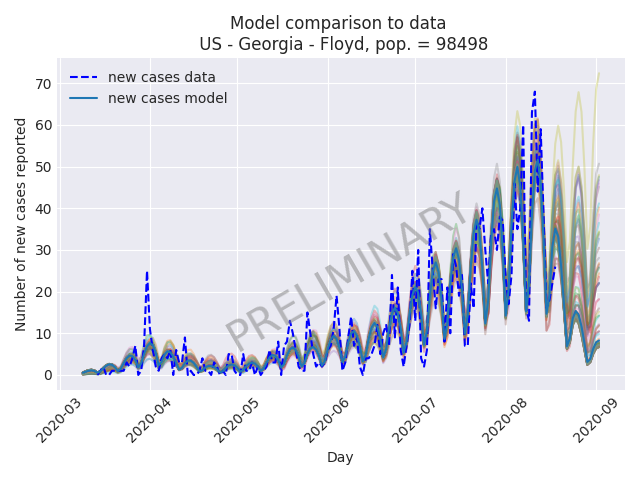 Model comparison to data
US - Georgia - Floyd, pop. = 98498
new cases data
new cases model
PRELIMINARY
Number of new cases reported
70
60
50
40
30
20
10
0
2020-03
2020-04
2020-05
2020-06
2020-07
2020-08
2020-09
Day